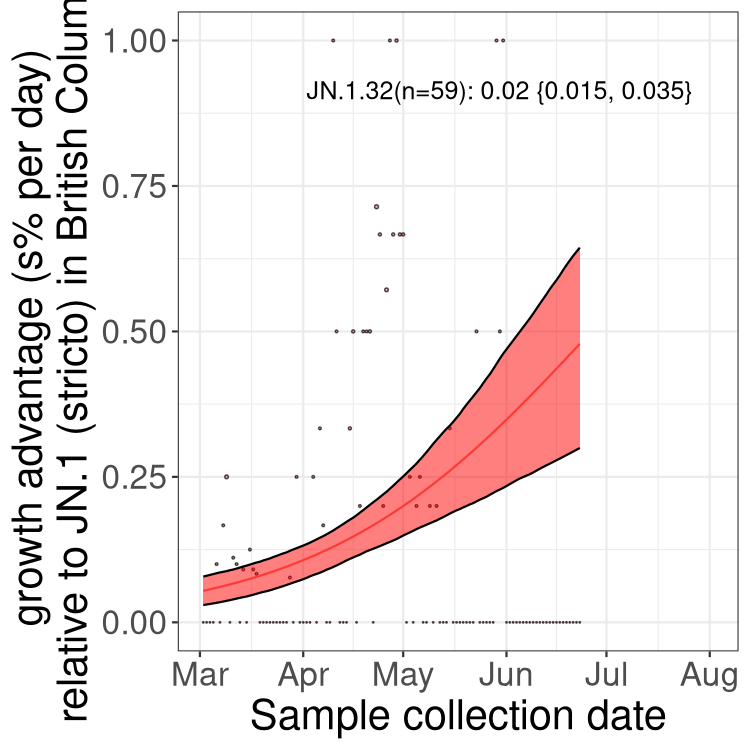 growth advantage (s% per day)
relative to JN.1 (stricto) in British Colum
1.00
0.75
0.50
0.25
0.00
JN.1.32(n=59): 0.02 {0.015, 0.035}
Mar Apr May Jun Jul Aug
Sample collection date